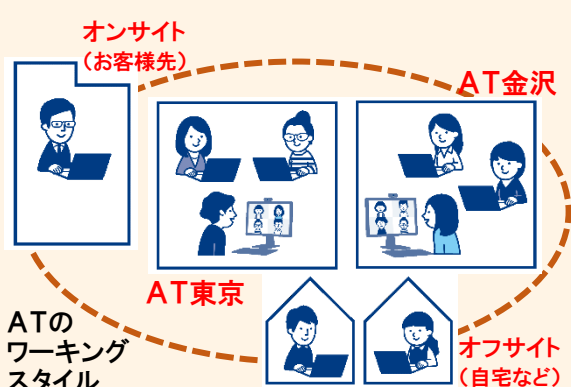 オンサイト
（お客様先）
AT金沢
AT東京
ATの
ワーキング
スタイル
オフサイト
（自宅など）